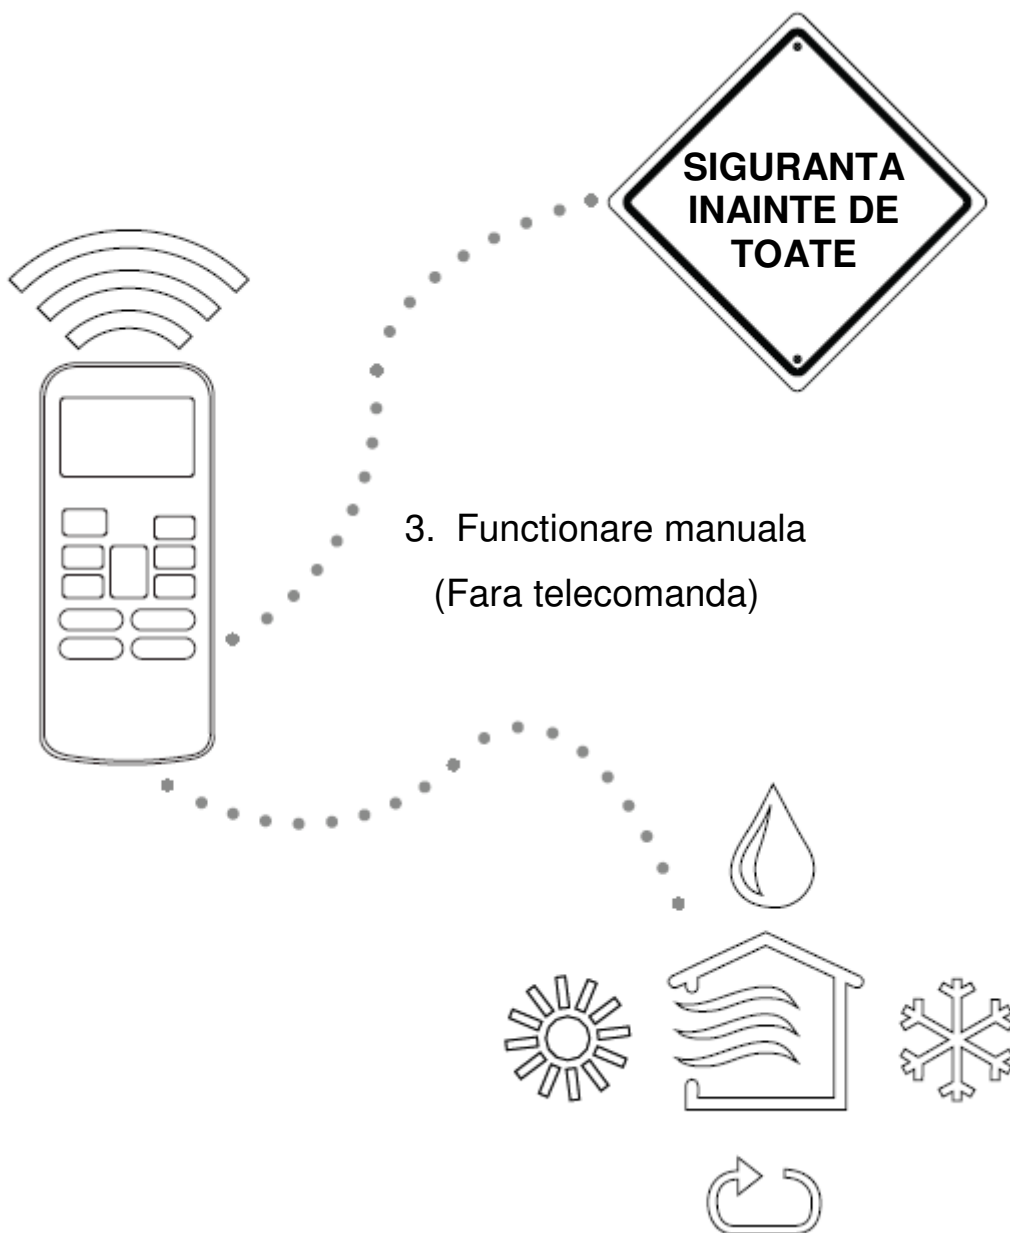 SIGURANTA
INAINTE DE
TOATE
3. Functionare manuala
(Fara telecomanda)